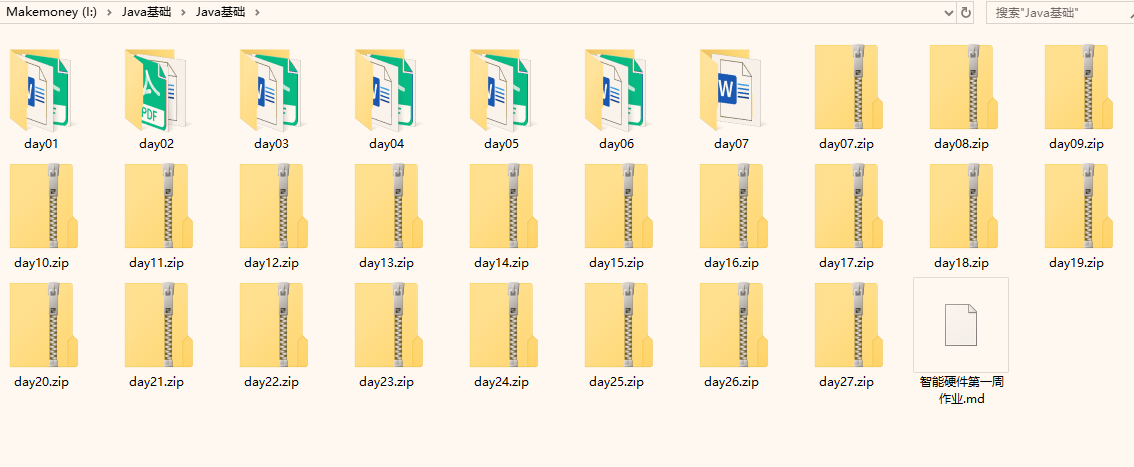 Makemoney (I:) > Java基础 > Java基础 >
搜索"Java基础"
W PDF W W W W W
day01 day02 day03 day04 day05 day06 day07 day07.zip day08.zip day09.zip
day10.zip day11.zip day12.zip day13.zip day14.zip day15.zip day16.zip day17.zip day18.zip day19.zip
day20.zip day21.zip day22.zip day23.zip day24.zip day25.zip day26.zip day27.zip 智能硬件第一周
作业.md